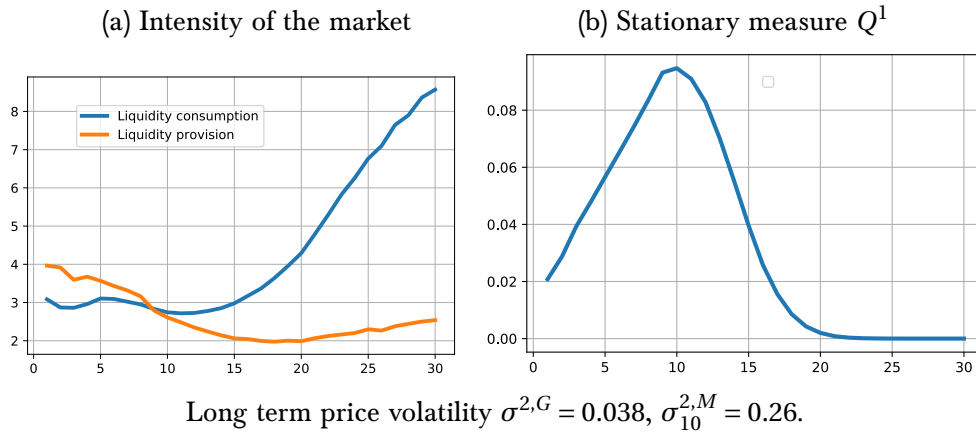 (a) Intensity of the market
(b) Stationary measure Q¹
8
7
6
5
4
3
2
0 5 10 15 20 25 30
Liquidity consumption
Liquidity provision
0.08
0.06
0.04
0.02
0.00
0 5 10 15 20 25 30
Long term price volatility σ^{2,G} = 0.038, σ_{10}^{2,M} = 0.26.